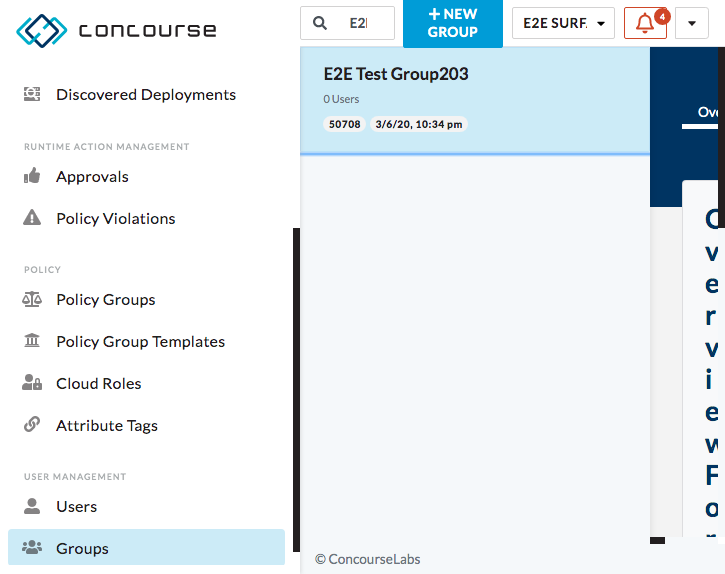 concourse
E2E
+ NEW
GROUP
E2E SURF
4
Discovered Deployments
RUNTIME ACTION MANAGEMENT
Approvals
Policy Violations
POLICY
Policy Groups
Policy Group Templates
Cloud Roles
Attribute Tags
USER MANAGEMENT
Users
Groups
E2E Test Group203
0 Users
50708 3/6/20, 10:34 pm
© ConcourseLabs
Ove
O
v
e
r
v
i
e
w
F
o
r